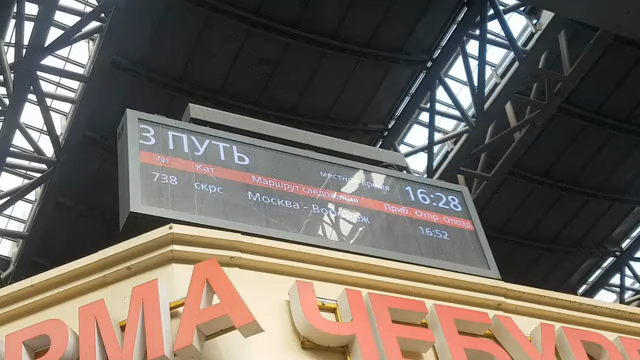 3 ПУТЬ
местное время 16:28
№ Кат. Маршрут следования Приб. Отпр. Опозд.
738 скрс Москва - Воронеж 16:52
РМА ЧЕБУР